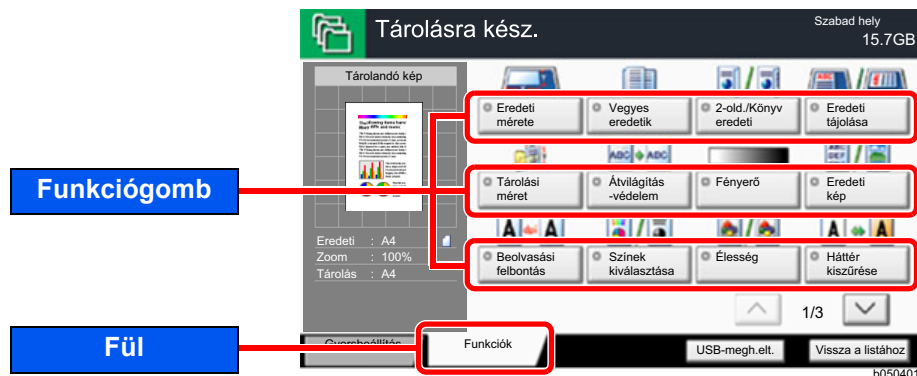 Tárolásra kész.
Szabad hely
15.7GB
Tárolandó kép
Eredeti
mérete
Vegyes
eredetik
2-old./Könyv
eredeti
Eredeti
tájolása
Funkciógomb
Tárolási
méret
Átvilágítás
-védelem
Fényerő
Eredeti
kép
Eredeti : A4
Zoom : 100%
Tárolás : A4
Beolvasási
felbontás
Színek
kiválasztása
Élesség
Háttér
kiszűrése
1/3
Fül
Gyorsbeállítás
Funkciók
USB-megh.elt.
Vissza a listához
b050401